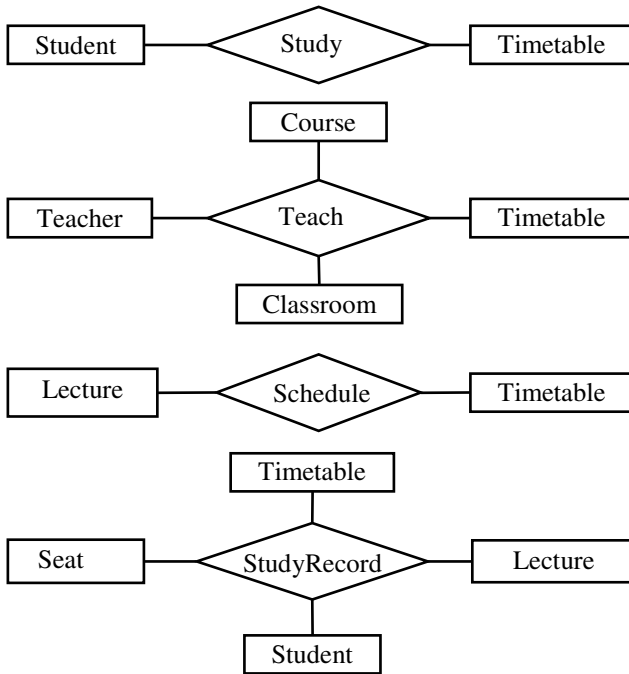 Student
Study
Timetable
Course
Teacher
Teach
Timetable
Classroom
Lecture
Schedule
Timetable
Timetable
Seat
StudyRecord
Lecture
Student